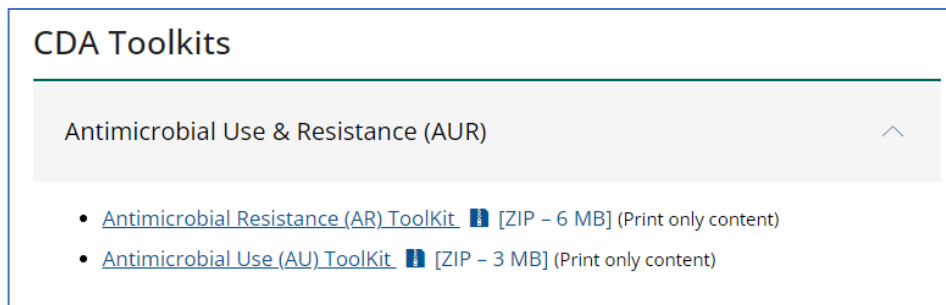 CDA Toolkits
Antimicrobial Use & Resistance (AUR)
• Antimicrobial Resistance (AR) ToolKit [ZIP – 6 MB] (Print only content)
• Antimicrobial Use (AU) ToolKit [ZIP – 3 MB] (Print only content)